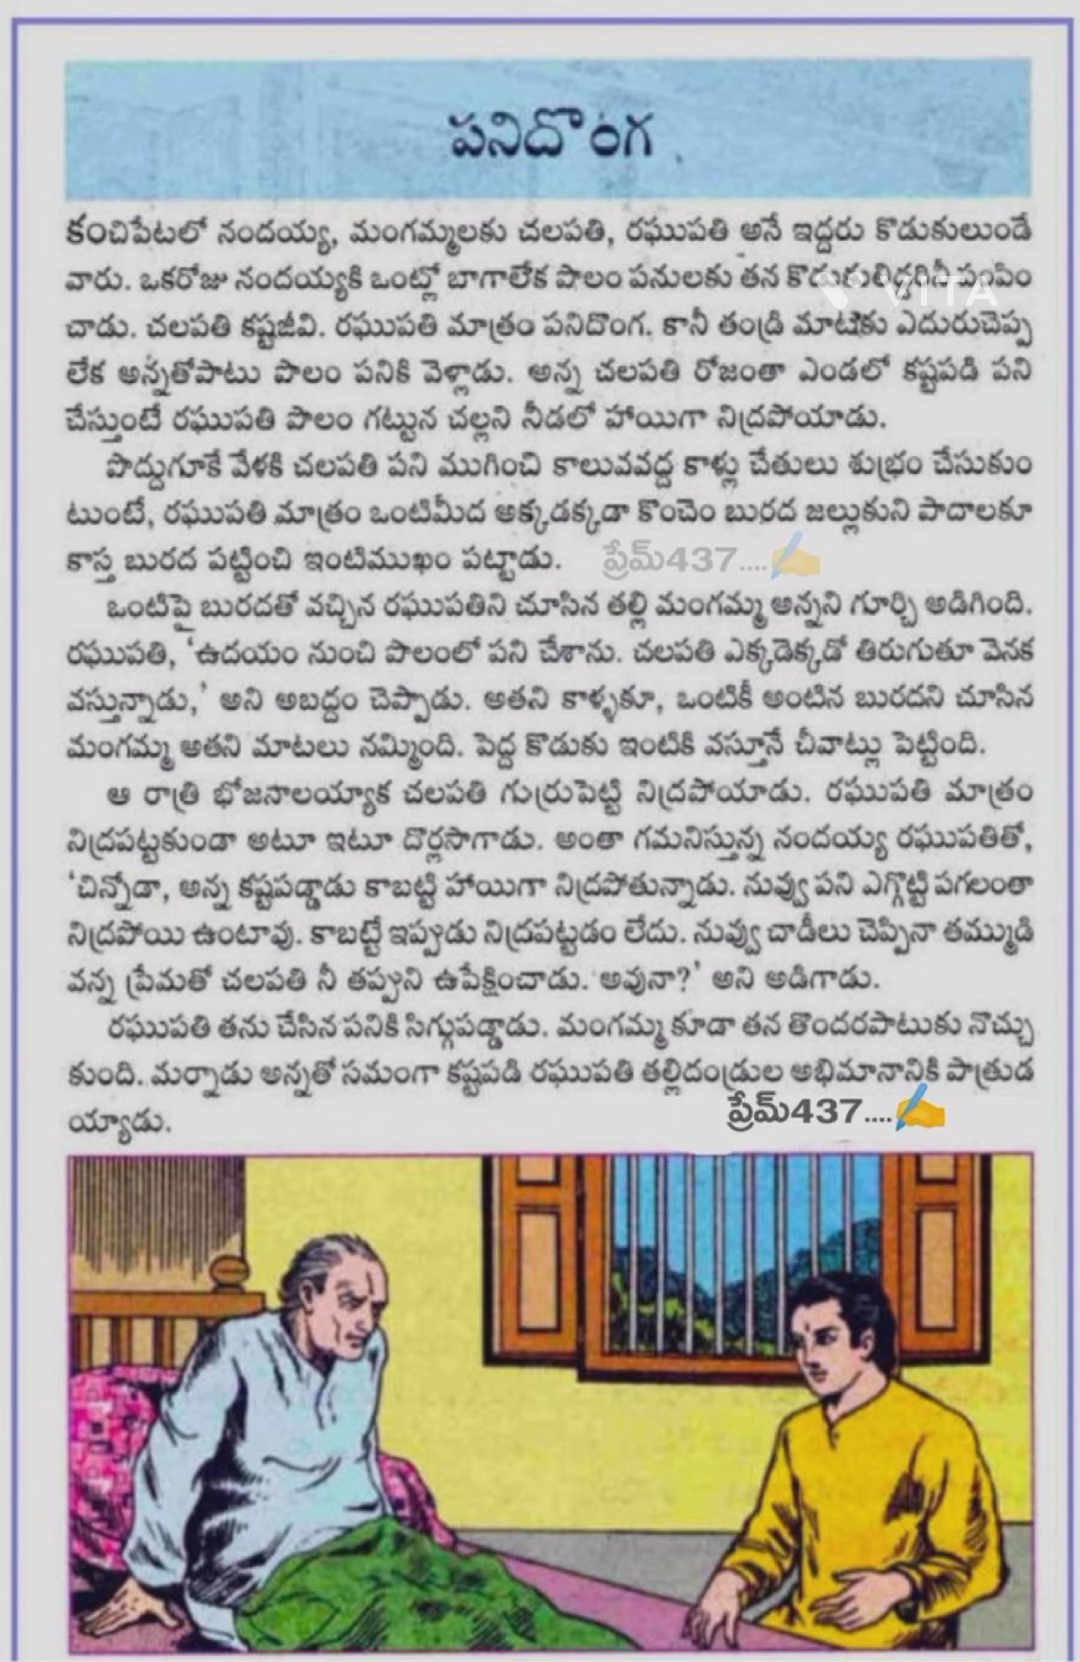 పనిదొంగ
కంచిపేటలో నందయ్య, మంగమ్మలకు చలపతి, రఘుపతి అనే ఇద్దరు కొడుకులుండే
వారు. ఒకరోజు నందయ్యకి ఒంట్లో బాగాలేక పొలం పనులకు తన కొడుకులిద్దరినీ పంపిం
VITA
చాడు. చలపతి కష్టజీవి. రఘుపతి మాత్రం పనిదొంగ. కానీ తండ్రి మాటకు ఎదురుచెప్ప
లేక అన్నతోపాటు పొలం పనికి వెళ్లాడు. అన్న చలపతి రోజంతా ఎండలో కష్టపడి పని
చేస్తుంటే రఘుపతి పొలం గట్టున చల్లని నీడలో హాయిగా నిద్రపోయాడు.
పొద్దుగూకే వేళకి చలపతి పని ముగించి కాలువవద్ద కాళ్లు చేతులు శుభ్రం చేసుకుం
టుంటే, రఘుపతి మాత్రం ఒంటిమీద అక్కడక్కడా కొంచెం బురద జల్లుకుని పాదాలకూ
కాస్త బురద పట్టించి ఇంటిముఖం పట్టాడు. ప్రేమ్437....✍️
ఒంటిపై బురదతో వచ్చిన రఘుపతిని చూసిన తల్లి మంగమ్మ అన్నని గూర్చి అడిగింది.
రఘుపతి, ‘ఉదయం నుంచి పొలంలో పని చేశాను. చలపతి ఎక్కడెక్కడో తిరుగుతూ వెనక
వస్తున్నాడు,’ అని అబద్దం చెప్పాడు. అతని కాళ్ళకూ, ఒంటికీ అంటిన బురదని చూసిన
మంగమ్మ అతని మాటలు నమ్మింది. పెద్ద కొడుకు ఇంటికి వస్తూనే చీవాట్లు పెట్టింది.
ఆ రాత్రి భోజనాలయ్యాక చలపతి గుర్రుపెట్టి నిద్రపోయాడు. రఘుపతి మాత్రం
నిద్రపట్టకుండా అటూ ఇటూ దొర్లసాగాడు. అంతా గమనిస్తున్న నందయ్య రఘుపతితో,
‘చిన్నోడా, అన్న కష్టపడ్డాడు కాబట్టి హాయిగా నిద్రపోతున్నాడు. నువ్వు పని ఎగ్గొట్టి పగలంతా
నిద్రపోయి ఉంటావు. కాబట్టే ఇప్పుడు నిద్రపట్టడం లేదు. నువ్వు చాడీలు చెప్పినా తమ్ముడి
వన్న ప్రేమతో చలపతి నీ తప్పుని ఉపేక్షించాడు. అవునా?’ అని అడిగాడు.
రఘుపతి తను చేసిన పనికి సిగ్గుపడ్డాడు. మంగమ్మ కూడా తన తొందరపాటుకు నొచ్చు
కుంది. మర్నాడు అన్నతో సమంగా కష్టపడి రఘుపతి తల్లిదండ్రుల అభిమానానికి పాత్రుడ
య్యాడు.
ప్రేమ్437....✍️